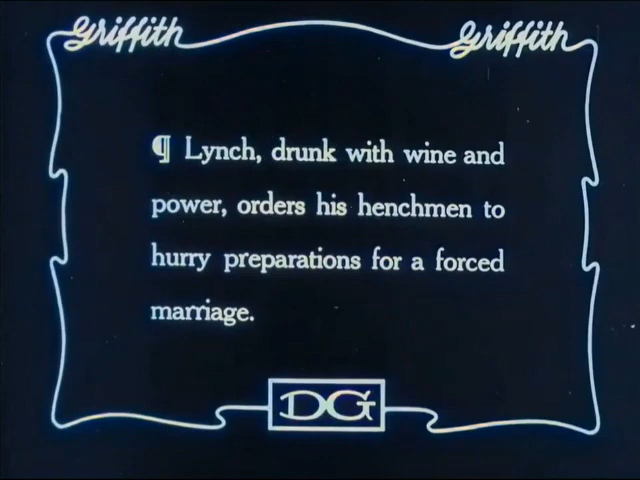 Griffith Griffith
¶ Lynch, drunk with wine and
power, orders his henchmen to
hurry preparations for a forced
marriage.
DG